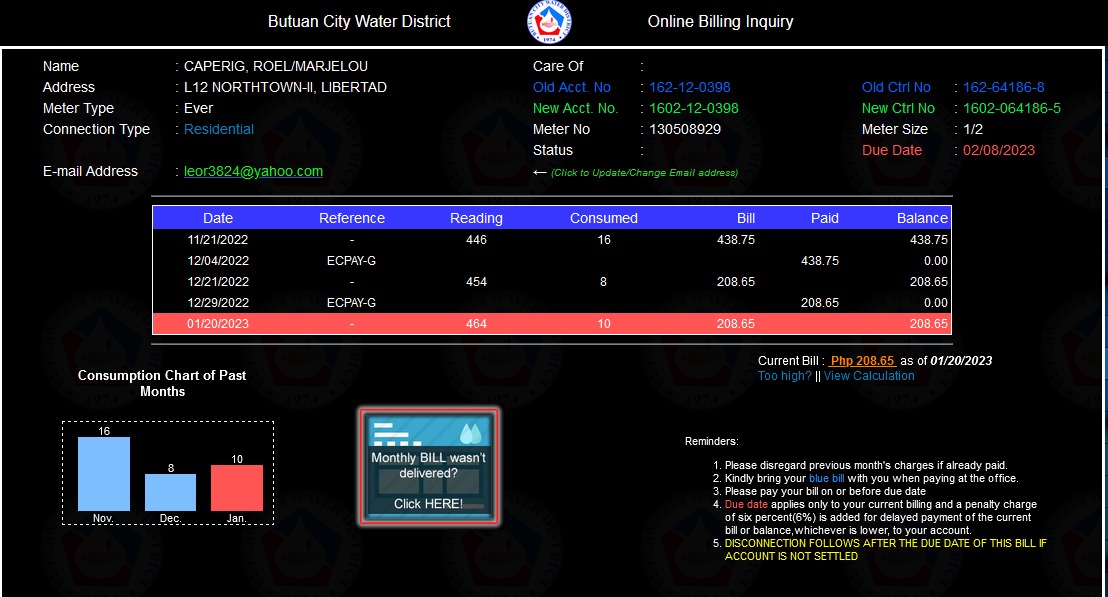 Butuan City Water District Online Billing Inquiry
Name : CAPERIG, ROEL/MARJELOU Care Of :
Address : L12 NORTHTOWN-II, LIBERTAD Old Acct. No : 162-12-0398 Old Ctrl No : 162-64186-8
Meter Type : Ever New Acct. No. : 1602-12-0398 New Ctrl No : 1602-064186-5
Connection Type : Residential Meter No : 130508929 Meter Size : 1/2
Status : Due Date : 02/08/2023
E-mail Address : leor3824@yahoo.com ← (Click to Update/Change Email address)
Date Reference Reading Consumed Bill Paid Balance
11/21/2022 - 446 16 438.75 438.75
12/04/2022 ECPAY-G 438.75 0.00
12/21/2022 - 454 8 208.65 208.65
12/29/2022 ECPAY-G 208.65 0.00
01/20/2023 - 464 10 208.65 208.65
Current Bill : Php 208.65 as of 01/20/2023
Too high? || View Calculation
Consumption Chart of Past
Months
16
8
10
Nov. Dec. Jan.
Monthly BILL wasn't
delivered?
Click HERE!
Reminders:
1. Please disregard previous month's charges if already paid.
2. Kindly bring your blue bill with you when paying at the office.
3. Please pay your bill on or before due date
4. Due date applies only to your current billing and a penalty charge
of six percent(6%) is added for delayed payment of the current
bill or balance,whichever is lower, to your account.
5. DISCONNECTION FOLLOWS AFTER THE DUE DATE OF THIS BILL IF
ACCOUNT IS NOT SETTLED